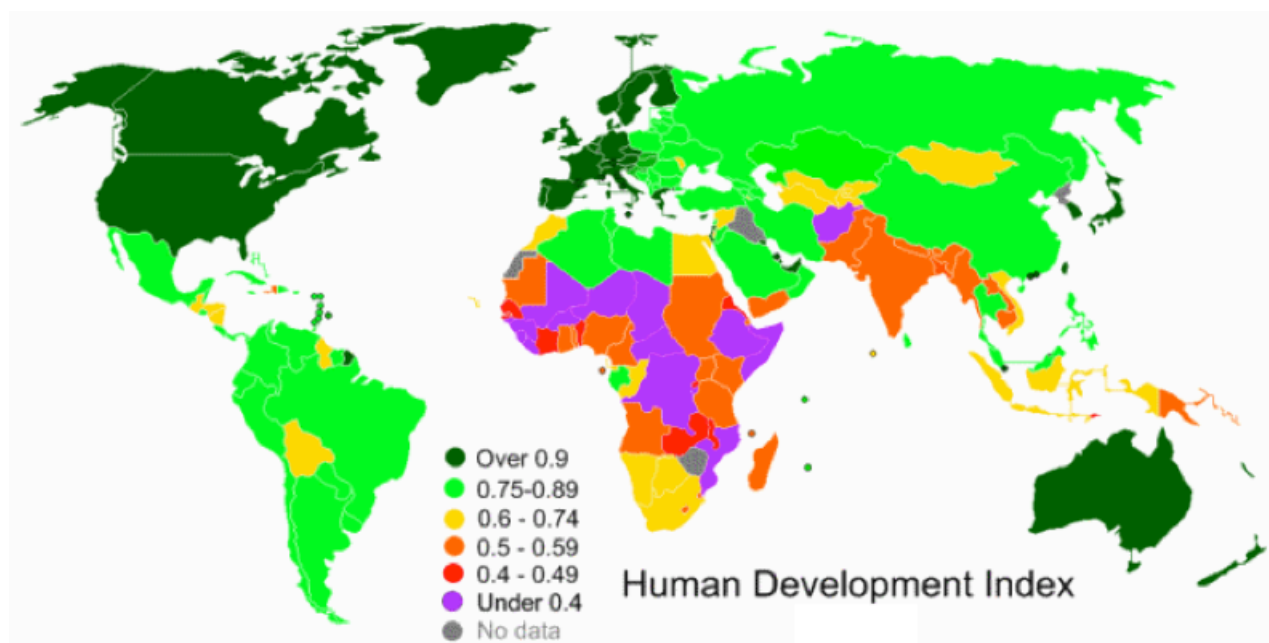 Over 0.9
0.75-0.89
0.6 - 0.74
0.5 - 0.59
0.4 - 0.49
Under 0.4
No data
Human Development Index